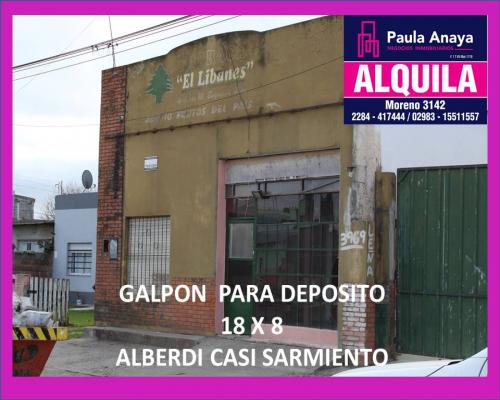 Paula Anaya
NEGOCIOS INMOBILIARIOS
ALQUILA
Moreno 3142
2284 - 417444 / 02983 - 15511557
"El Libanes"
FRUTOS DEL PAIS
3969
LEÑA
GALPON PARA DEPOSITO
18 X 8
ALBERDI CASI SARMIENTO